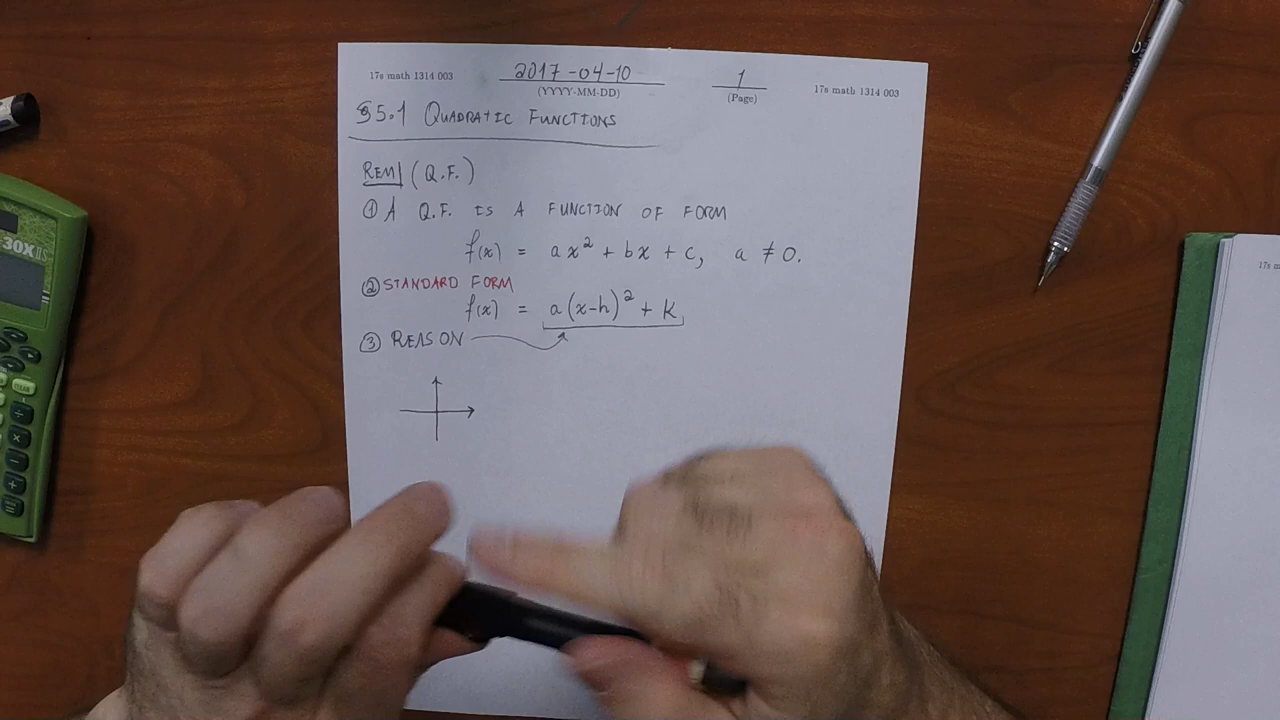 17s math 1314 003 2017-04-10 1 17s math 1314 003
(YYYY-MM-DD) (Page)
§5.1 QUADRATIC FUNCTIONS
REM (Q.F.)
① A Q.F. IS A FUNCTION OF FORM
f(x) = ax² + bx + c, a ≠ 0.
② STANDARD FORM
f(x) = a(x-h)² + k
③ REASON
30X IIS